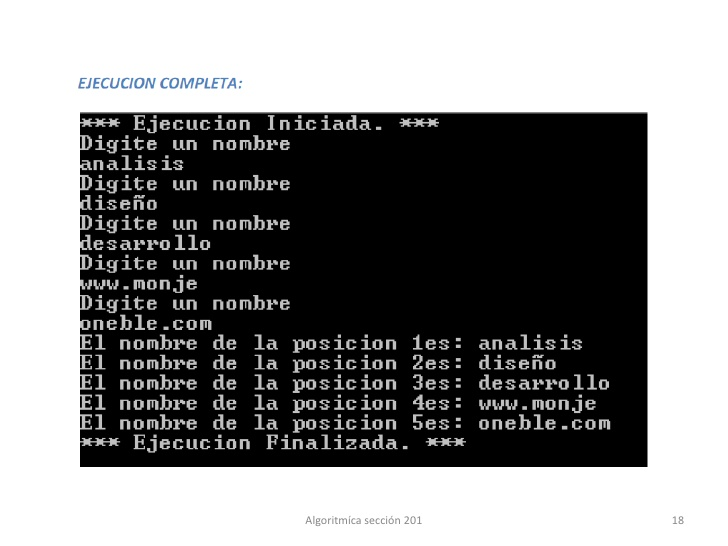 EJECUCION COMPLETA:
*** Ejecucion Iniciada. ***
Digite un nombre
analisis
Digite un nombre
diseño
Digite un nombre
desarrollo
Digite un nombre
www.monje
Digite un nombre
oneble.com
El nombre de la posicion 1es: analisis
El nombre de la posicion 2es: diseño
El nombre de la posicion 3es: desarrollo
El nombre de la posicion 4es: www.monje
El nombre de la posicion 5es: oneble.com
*** Ejecucion Finalizada. ***
Algoritmíca sección 201
18